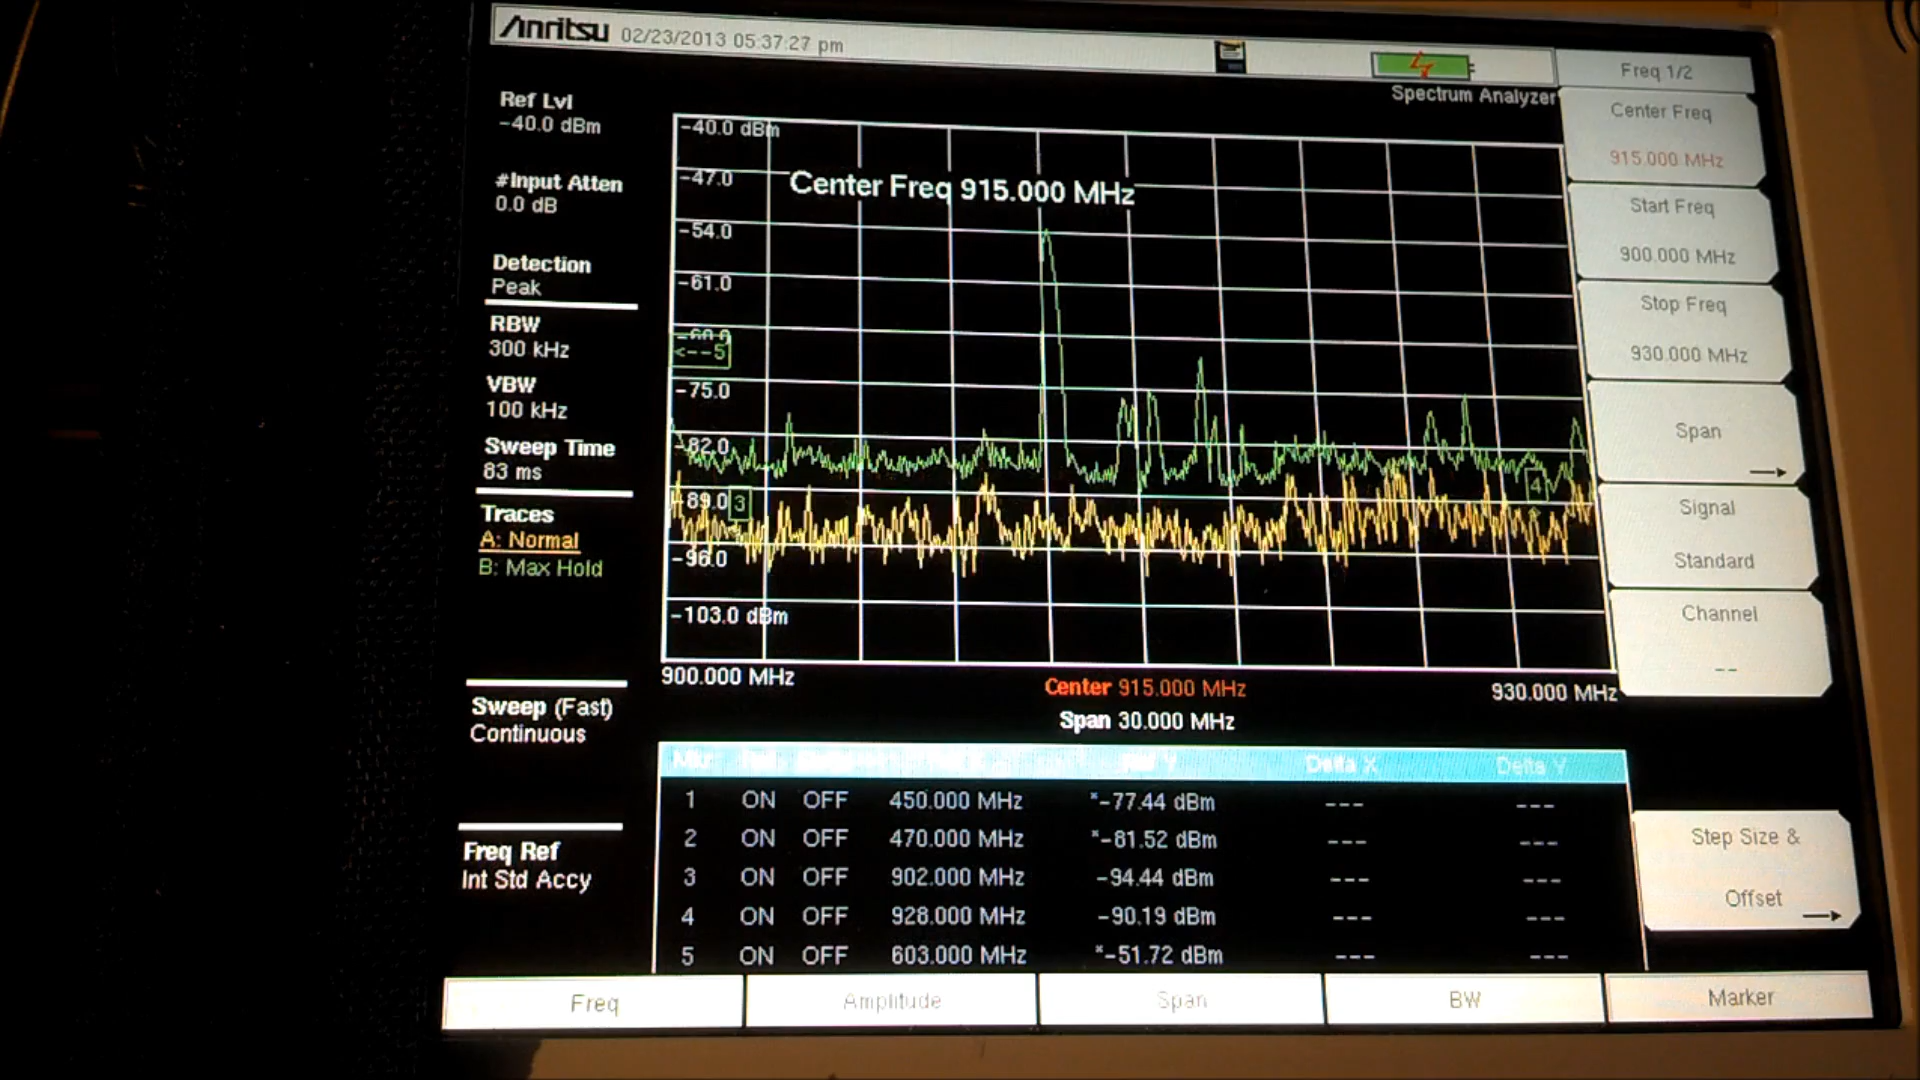 Anritsu 02/23/2013 05:37:27 pm
Spectrum Analyzer
Ref Lvl
-40.0 dBm
#Input Atten
0.0 dB
Detection
Peak
RBW
300 kHz
VBW
100 kHz
Sweep Time
83 ms
Traces
A: Normal
B: Max Hold
Sweep (Fast)
Continuous
Freq Ref
Int Std Accy
-40.0 dBm
-47.0
Center Freq 915.000 MHz
-54.0
-61.0
-68.0
<--5
-75.0
-82.0
-89.0
3
4
-96.0
-103.0 dBm
900.000 MHz
Center 915.000 MHz
930.000 MHz
Span 30.000 MHz
Delta X Delta Y
1 ON OFF 450.000 MHz *-77.44 dBm --- ---
2 ON OFF 470.000 MHz *-81.52 dBm --- ---
3 ON OFF 902.000 MHz -94.44 dBm --- ---
4 ON OFF 928.000 MHz -90.19 dBm --- ---
5 ON OFF 603.000 MHz *-51.72 dBm --- ---
Freq 1/2
Center Freq
915.000 MHz
Start Freq
900.000 MHz
Stop Freq
930.000 MHz
Span
Signal
Standard
Channel
--
Step Size &
Offset
Freq Amplitude Span BW Marker